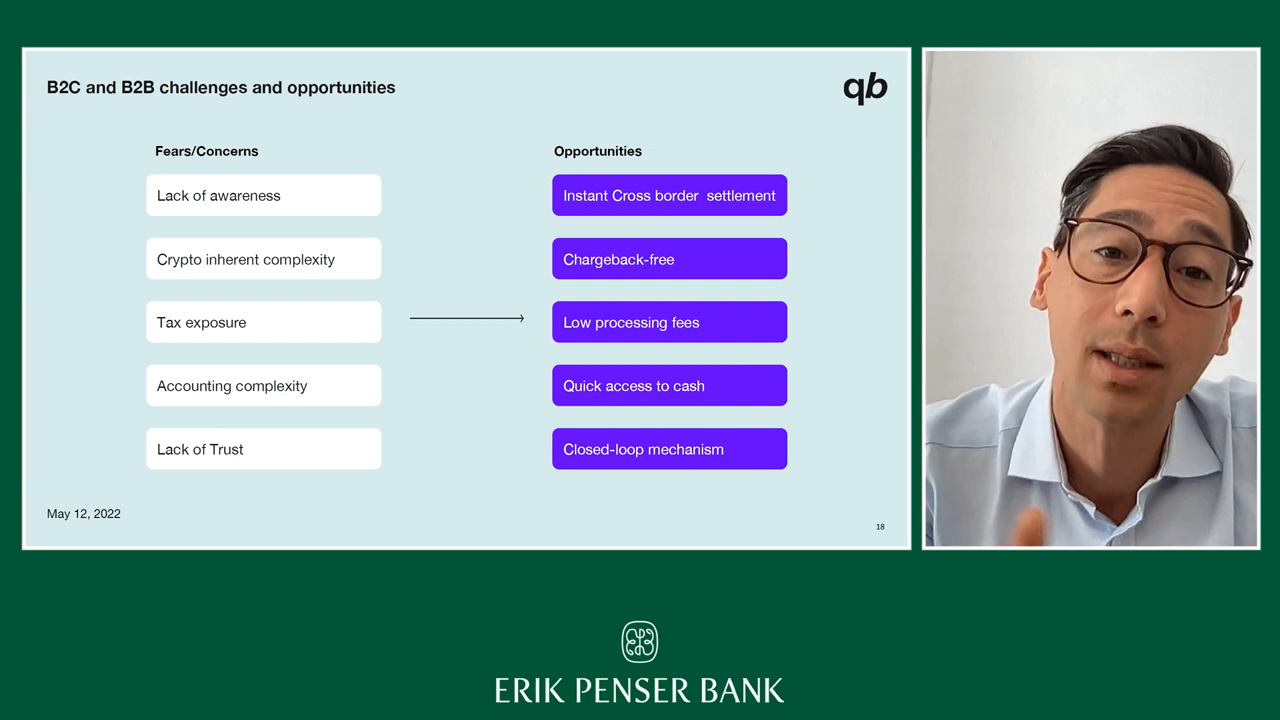 B2C and B2B challenges and opportunities
qb
Fears/Concerns
Lack of awareness
Crypto inherent complexity
Tax exposure
Accounting complexity
Lack of Trust
Opportunities
Instant Cross border  settlement
Chargeback-free
Low processing fees
Quick access to cash
Closed-loop mechanism
May 12, 2022
18
ERIK PENSER BANK